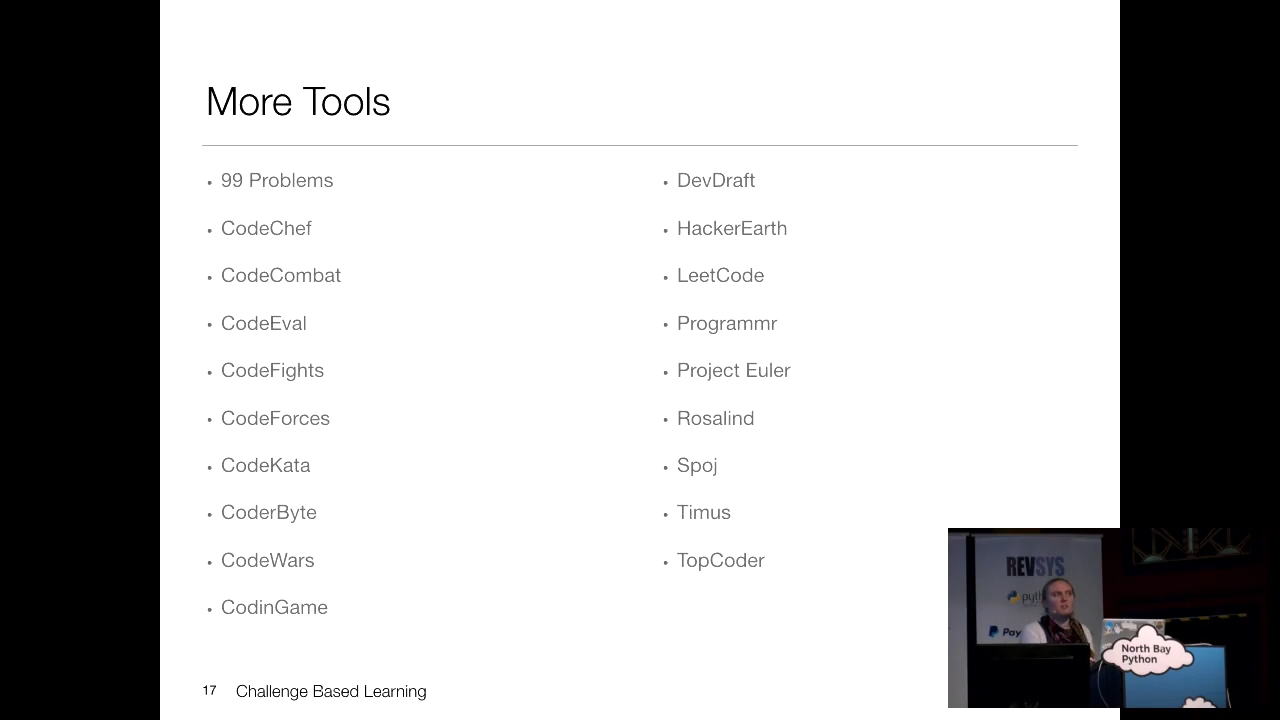 More Tools
• 99 Problems
• CodeChef
• CodeCombat
• CodeEval
• CodeFights
• CodeForces
• CodeKata
• CoderByte
• CodeWars
• CodinGame
• DevDraft
• HackerEarth
• LeetCode
• Programmr
• Project Euler
• Rosalind
• Spoj
• Timus
• TopCoder
17 Challenge Based Learning
REVSYS
pyth
Pay
North Bay
Python